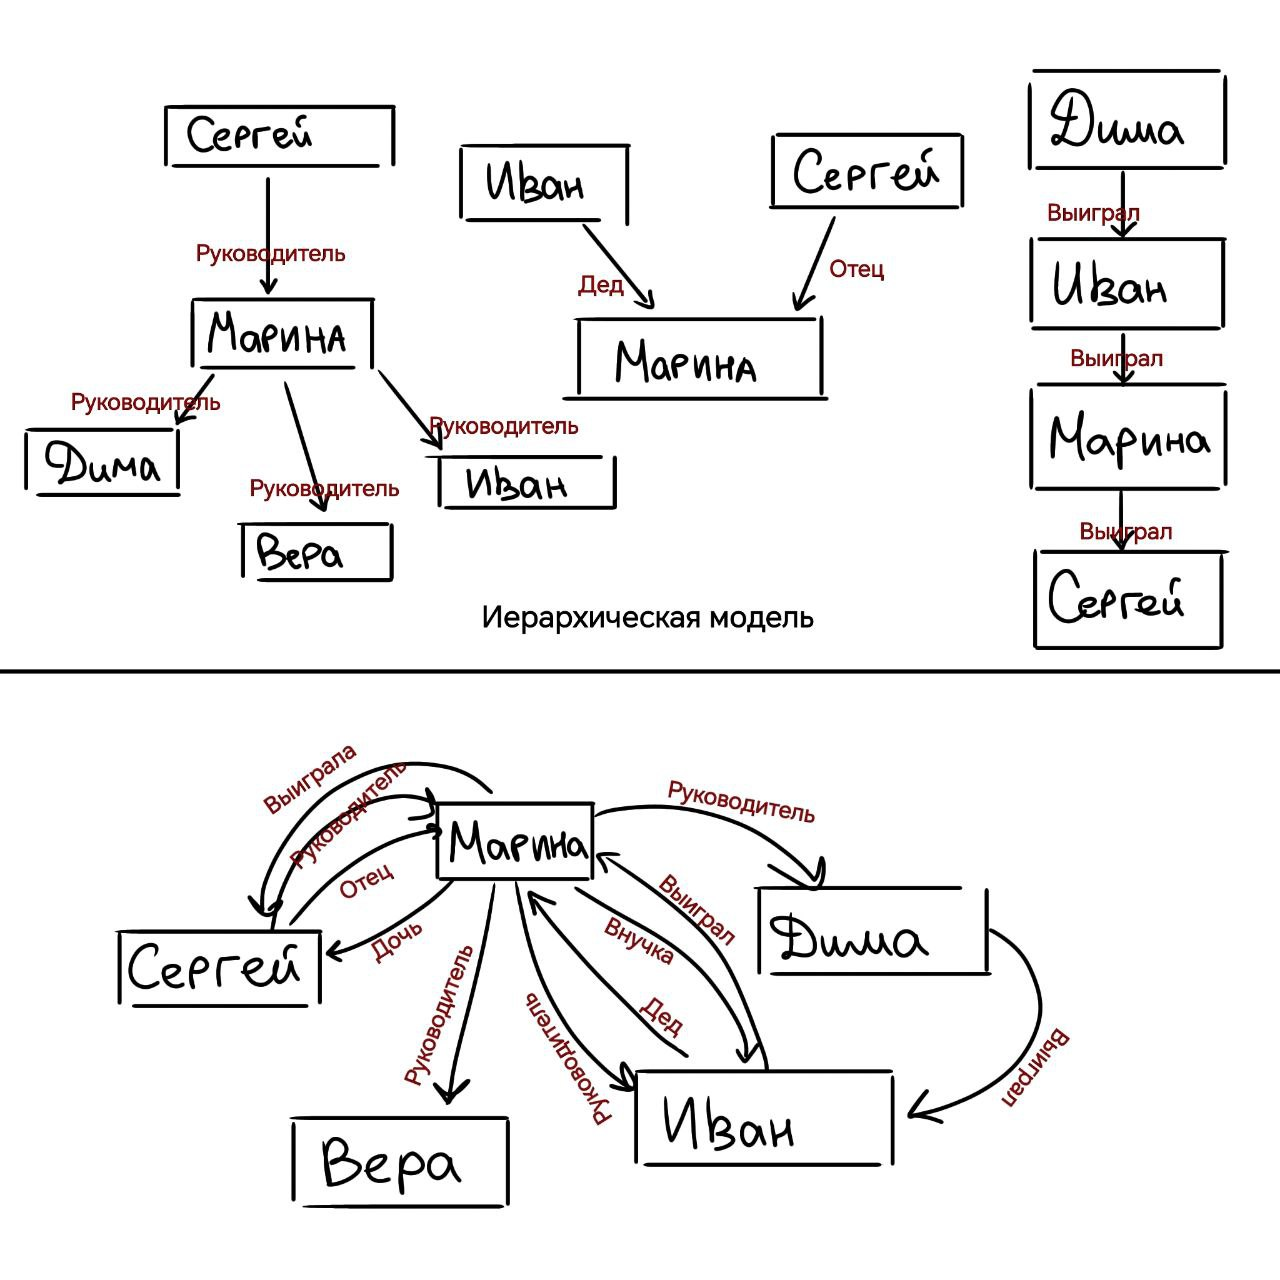 Сергей
Руководитель
Марина
Руководитель
Дима
Руководитель
Вера
Руководитель
Иван
Иван
Дед
Сергей
Отец
Марина
Дима
Выиграл
Иван
Выиграл
Марина
Выиграл
Сергей
Иерархическая модель
Выиграла
Руководитель
Отец
Дочь
Марина
Руководитель
Выиграл
Внучка
Дед
Руководитель
Руководитель
Сергей
Дима
Выиграл
Вера
Иван